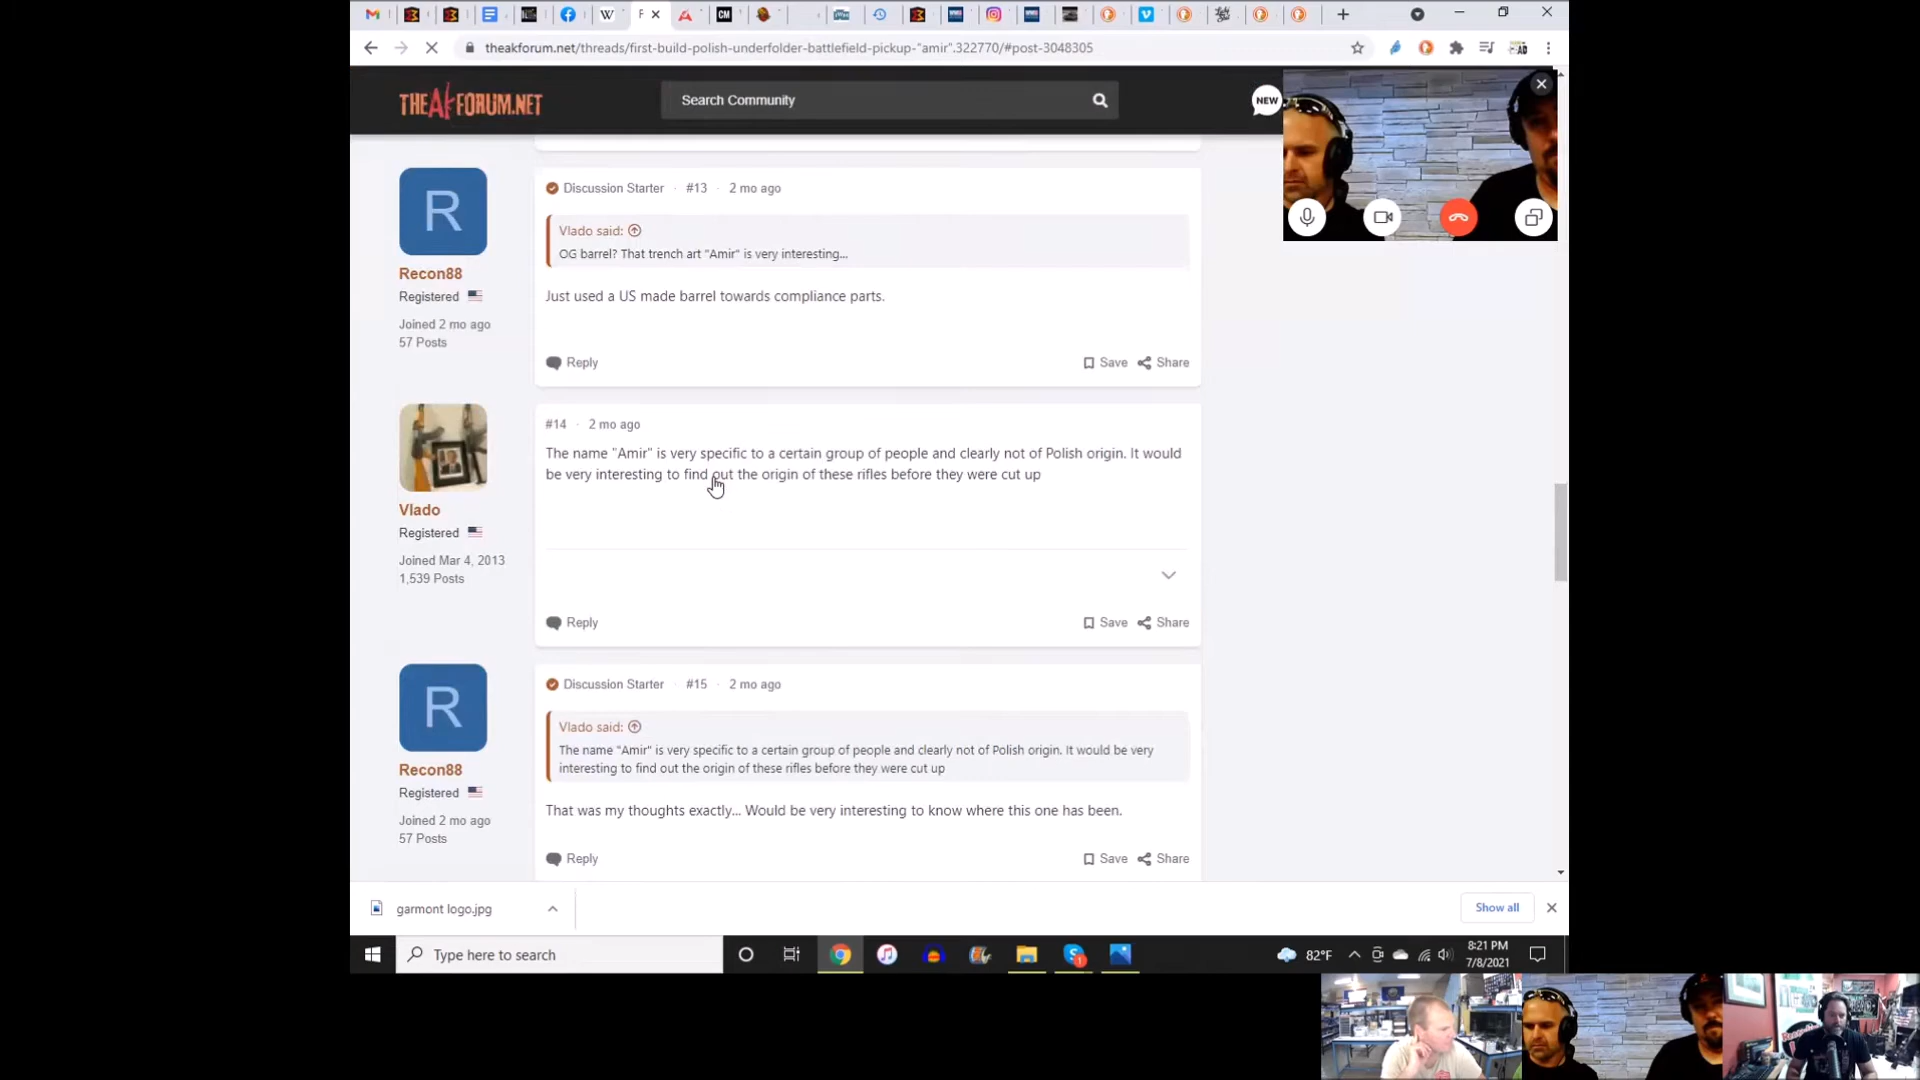 theakforum.net/threads/first-build-polish-underfolder-battlefield-pickup-"amir".322770/#post-3048305
THEAKFORUM.NET
Search Community
NEW
R
Discussion Starter · #13 · 2 mo ago
Vlado said:
OG barrel? That trench art "Amir" is very interesting...
Recon88
Registered
Just used a US made barrel towards compliance parts.
Joined 2 mo ago
57 Posts
Reply
Save
Share
#14 · 2 mo ago
The name "Amir" is very specific to a certain group of people and clearly not of Polish origin. It would
be very interesting to find out the origin of these rifles before they were cut up
Vlado
Registered
Joined Mar 4, 2013
1,539 Posts
Reply
Save
Share
R
Discussion Starter · #15 · 2 mo ago
Vlado said:
The name "Amir" is very specific to a certain group of people and clearly not of Polish origin. It would be very
interesting to find out the origin of these rifles before they were cut up
Recon88
Registered
That was my thoughts exactly... Would be very interesting to know where this one has been.
Joined 2 mo ago
57 Posts
Reply
Save
Share
garmont logo.jpg
Show all
Type here to search
82°F
8:21 PM
7/8/2021